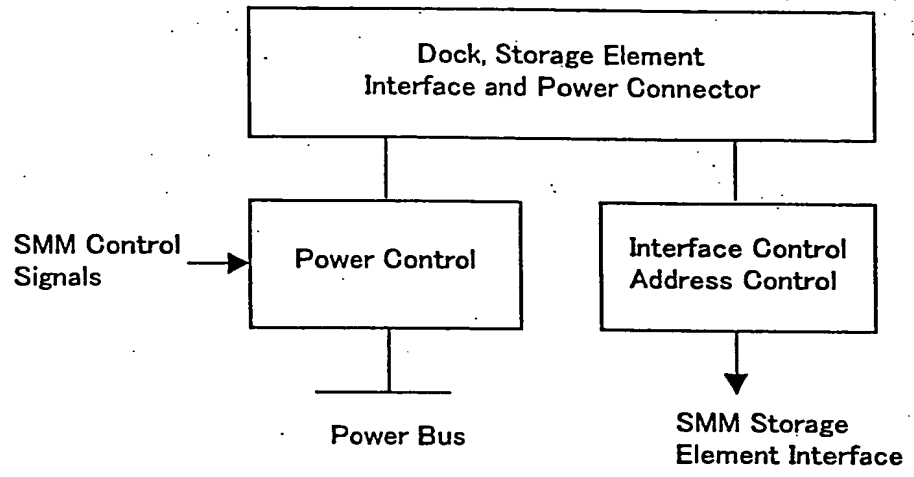 Dock, Storage Element
Interface and Power Connector
SMM Control
Signals
Power Control
Interface Control
Address Control
Power Bus
SMM Storage
Element Interface